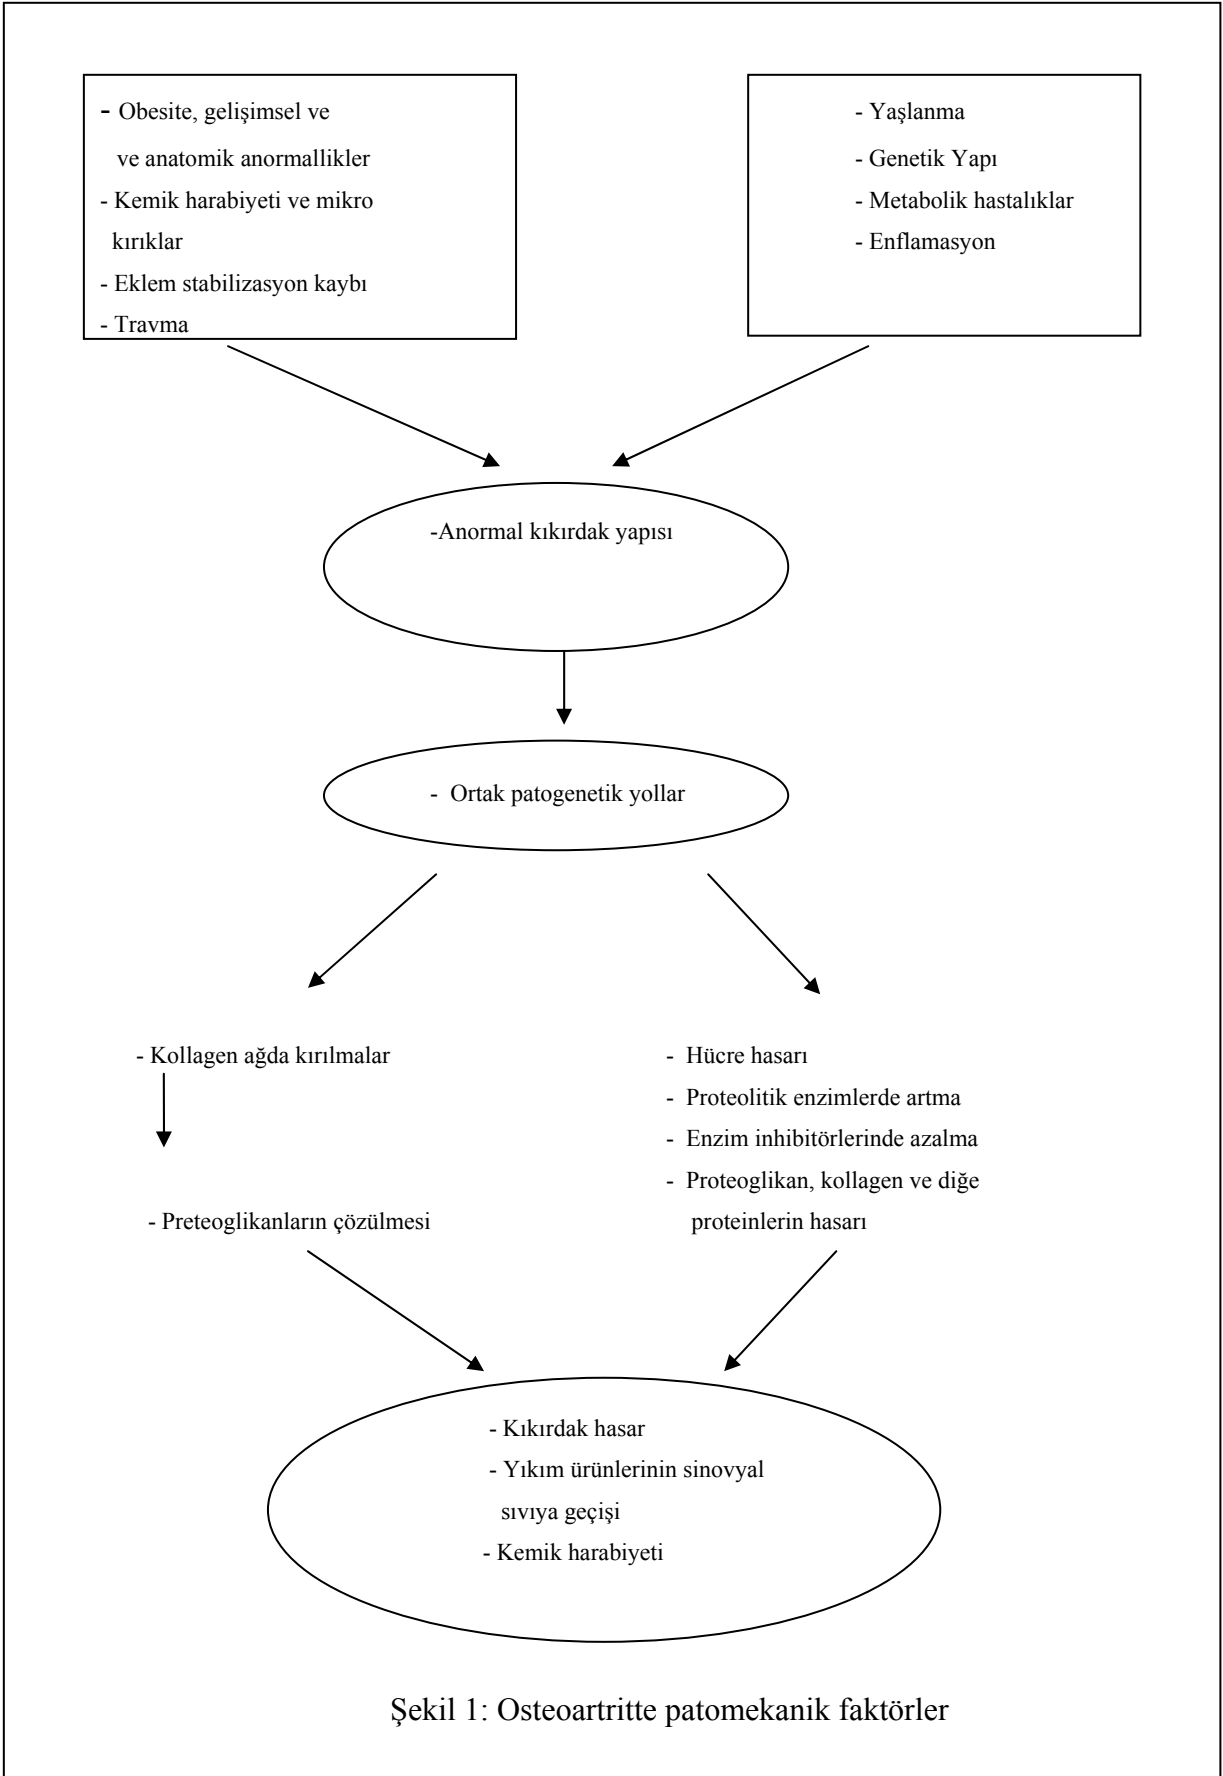 - Obesite, gelişimsel ve
ve anatomik anormallikler
- Kemik harabiyeti ve mikro
kırıklar
- Eklem stabilizasyon kaybı
- Travma
- Yaşlanma
- Genetik Yapı
- Metabolik hastalıklar
- Enflamasyon
-Anormal kıkırdak yapısı
- Ortak patogenetik yollar
- Kollagen ağda kırılmalar
- Preteoglikanların çözülmesi
- Hücre hasarı
- Proteolitik enzimlerde artma
- Enzim inhibitörlerinde azalma
- Proteoglikan, kollagen ve diğe
proteinlerin hasarı
- Kıkırdak hasar
- Yıkım ürünlerinin sinovyal
sıvıya geçişi
- Kemik harabiyeti
Şekil 1: Osteoartritte patomekanik faktörler